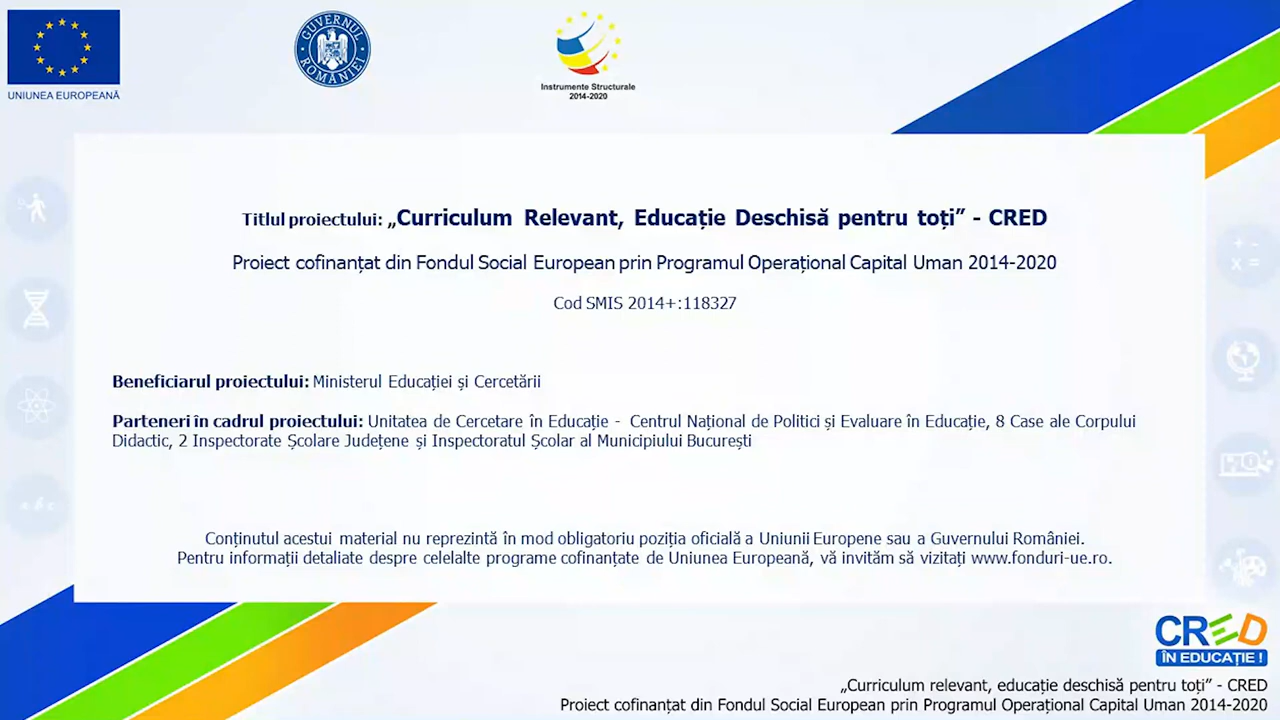 UNIUNEA EUROPEANĂ
GUVERNUL ROMÂNIEI
Instrumente Structurale
2014-2020
Titlul proiectului: „Curriculum Relevant, Educație Deschisă pentru toți” - CRED
Proiect cofinanțat din Fondul Social European prin Programul Operațional Capital Uman 2014-2020
Cod SMIS 2014+:118327
Beneficiarul proiectului: Ministerul Educației și Cercetării
Parteneri în cadrul proiectului: Unitatea de Cercetare în Educație - Centrul Național de Politici și Evaluare în Educație, 8 Case ale Corpului
Didactic, 2 Inspectorate Școlare Județene și Inspectoratul Școlar al Municipiului București
Conținutul acestui material nu reprezintă în mod obligatoriu poziția oficială a Uniunii Europene sau a Guvernului României.
Pentru informații detaliate despre celelalte programe cofinanțate de Uniunea Europeană, vă invităm să vizitați www.fonduri-ue.ro.
a b c
CRED
ÎN EDUCAȚIE !
„Curriculum relevant, educație deschisă pentru toți” - CRED
Proiect cofinanțat din Fondul Social European prin Programul Operațional Capital Uman 2014-2020